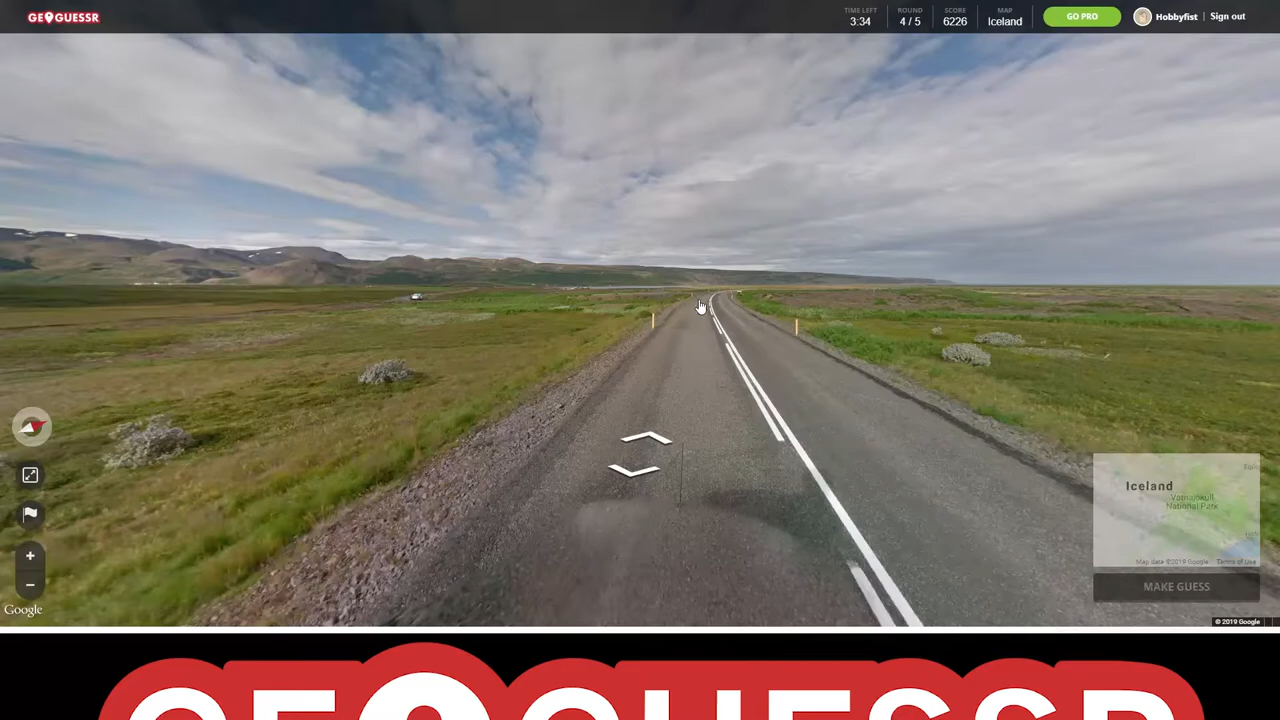 GEOGUESSR
TIME LEFT
3:34
ROUND
4 / 5
SCORE
6226
MAP
Iceland
GO PRO
Hobbyfist
Sign out
Iceland
Vatnajökull
National Park
Map data ©2019 Google
Terms of Use
MAKE GUESS
Google
© 2019 Google
GEOGUESSR